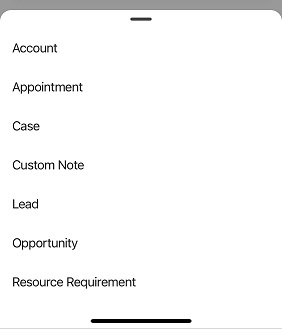 Account
Appointment
Case
Custom Note
Lead
Opportunity
Resource Requirement